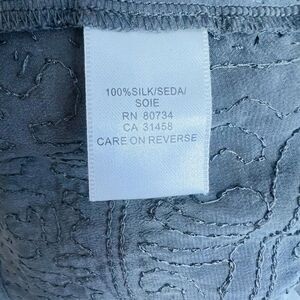 100%SILK/SEDA/
SOIE
RN 80734
CA 31458
CARE ON REVERSE